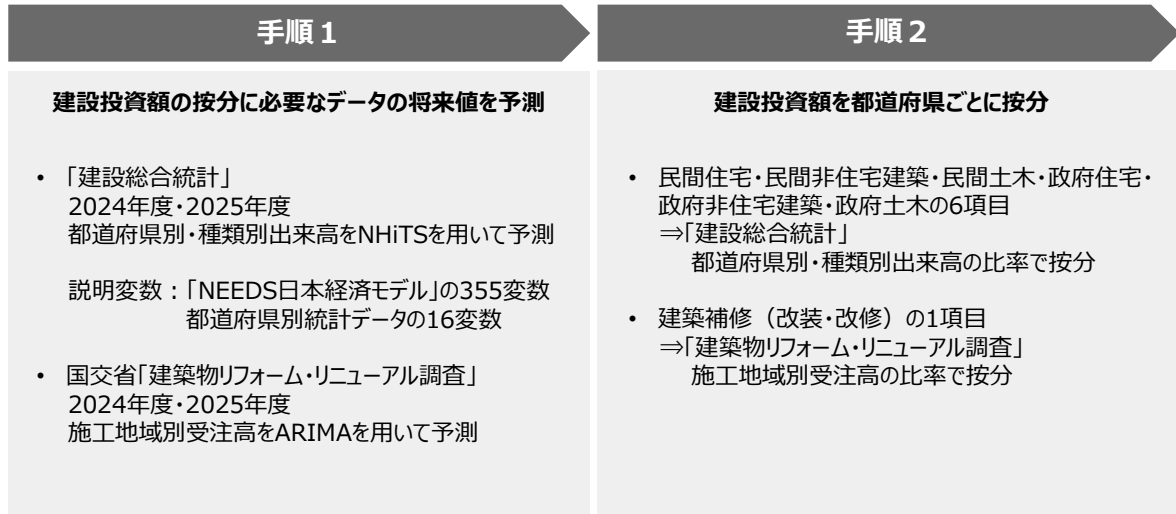 手順1
建設投資額の按分に必要なデータの将来値を予測
• 「建設総合統計」
2024年度・2025年度
都道府県別・種類別出来高をNHiTSを用いて予測
説明変数：「NEEDS日本経済モデル」の355変数
都道府県別統計データの16変数
• 国交省「建築物リフォーム・リニューアル調査」
2024年度・2025年度
施工地域別受注高をARIMAを用いて予測
手順2
建設投資額を都道府県ごとに按分
• 民間住宅・民間非住宅建築・民間土木・政府住宅・
政府非住宅建築・政府土木の6項目
⇒「建設総合統計」
都道府県別・種類別出来高の比率で按分
• 建築補修（改装・改修）の1項目
⇒「建築物リフォーム・リニューアル調査」
施工地域別受注高の比率で按分